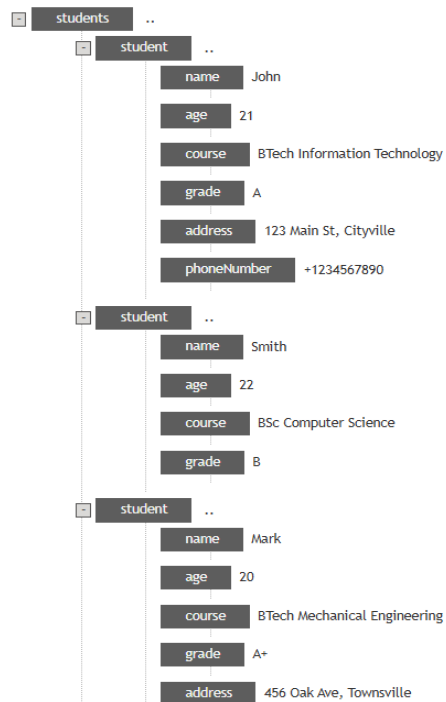 - students ..
- student ..
name John
age 21
course BTech Information Technology
grade A
address 123 Main St, Cityville
phoneNumber +1234567890
- student ..
name Smith
age 22
course BSc Computer Science
grade B
- student ..
name Mark
age 20
course BTech Mechanical Engineering
grade A+
address 456 Oak Ave, Townsville